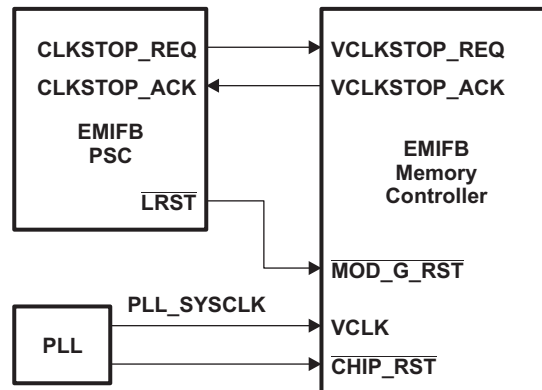 CLKSTOP_REQ
CLKSTOP_ACK
EMIFB
PSC
LRST
VCLKSTOP_REQ
VCLKSTOP_ACK
EMIFB
Memory
Controller
MOD_G_RST
PLL_SYSCLK
PLL
VCLK
CHIP_RST